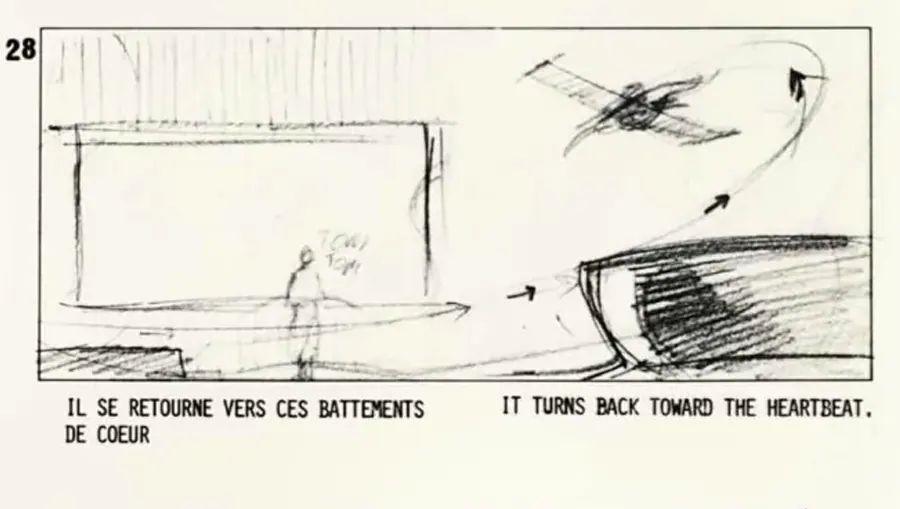 28
TOM
TOM
IL SE RETOURNE VERS CES BATTEMENTS
DE COEUR
IT TURNS BACK TOWARD THE HEARTBEAT.